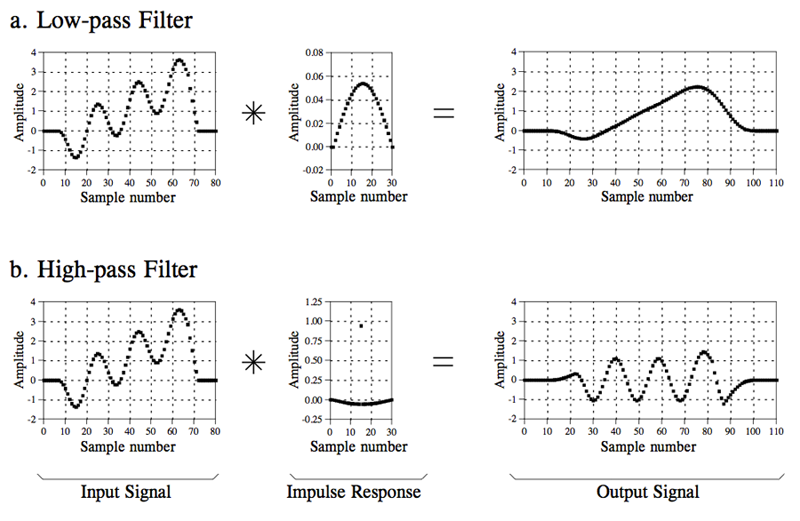 a. Low-pass Filter
Amplitude
4
3
2
1
0
-1
-2
0 10 20 30 40 50 60 70 80
Sample number
Amplitude
0.08
0.06
0.04
0.02
0.00
-0.02
0 10 20 30
Sample number
Amplitude
4
3
2
1
0
-1
-2
0 10 20 30 40 50 60 70 80 90 100 110
Sample number
b. High-pass Filter
Amplitude
4
3
2
1
0
-1
-2
0 10 20 30 40 50 60 70 80
Sample number
Amplitude
1.25
1.00
0.75
0.50
0.25
0.00
-0.25
0 10 20 30
Sample number
Amplitude
4
3
2
1
0
-1
-2
0 10 20 30 40 50 60 70 80 90 100 110
Sample number
Input Signal
Impulse Response
Output Signal